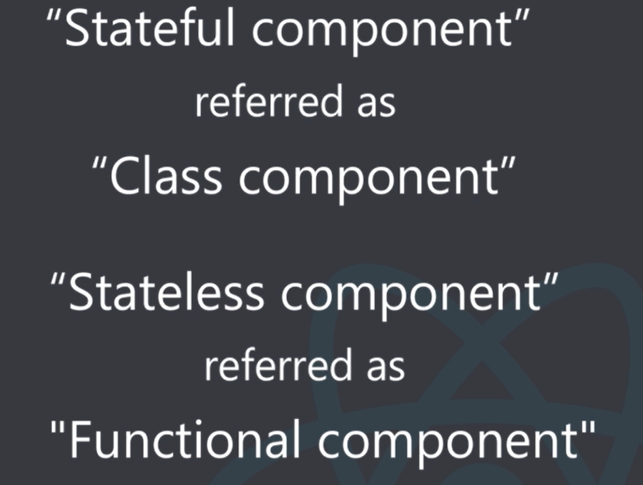 “Stateful component”
referred as
“Class component”
“Stateless component”
referred as
"Functional component"